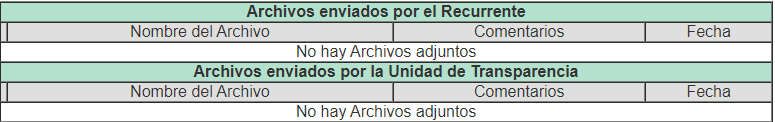 Archivos enviados por el Recurrente
Nombre del Archivo Comentarios Fecha
No hay Archivos adjuntos
Archivos enviados por la Unidad de Transparencia
Nombre del Archivo Comentarios Fecha
No hay Archivos adjuntos